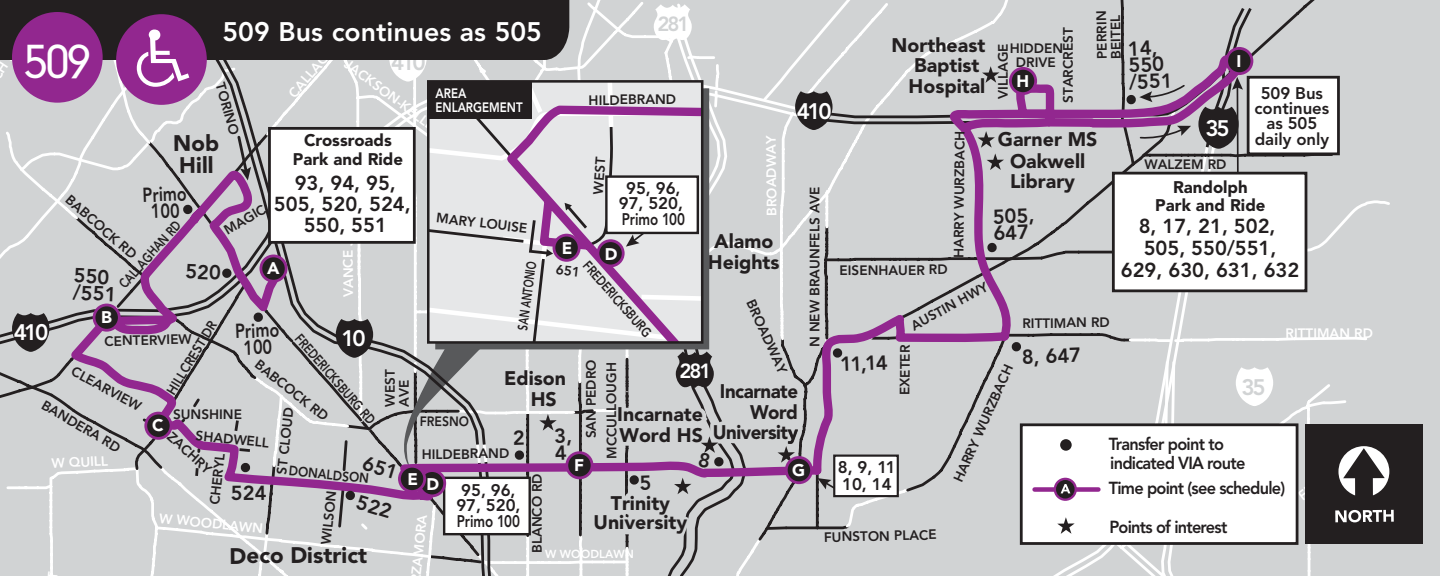 509
509 Bus continues as 505
281
410
CALLAG
JACKSON-K
TORINO
Nob
Hill
Primo
100
MAGIC
BABCOCK RD
CALLAGHAN RD
Crossroads
Park and Ride
93, 94, 95,
505, 520, 524,
550, 551
VANCE
520
A
550
/551
B
410
CENTERVIEW
Primo
100
10
HILLCREST DR
FREDERICKSBURG RD
BABCOCK RD
CLEARVIEW
BANDERA RD
C
SUNSHINE
ZACHRY
SHADWELL
CHERYL
ST CLOUD
524
DONALDSON
WILSON
522
W QUILL
W WOODLAWN
Deco District
WEST
AVE
FRESNO
651
E
D
HILDEBRAND
95, 96,
97, 520,
Primo 100
AREA
ENLARGEMENT
HILDEBRAND
WEST
95, 96,
97, 520,
Primo 100
MARY LOUISE
E
D
651
SAN ANTONIO
FREDERICKSBURG
2
BLANCO RD
W WOODLAWN
Edison
HS
3,
4
F
SAN PEDRO
MCCULLOUGH
5
Trinity
University
Incarnate
Word HS
8
281
Incarnate
Word
University
G
8, 9, 11
10, 14
FUNSTON PLACE
BROADWAY
BROADWAY
Alamo
Heights
N NEW BRAUNFELS AVE
11,14
EISENHAUER RD
AUSTIN HWY
EXETER
RITTIMAN RD
RITTIMAN RD
8, 647
HARRY WURZBACH
HARRY WURZBACH
505,
647
410
Northeast
Baptist
Hospital
VILLAGE
HIDDEN
DRIVE
H
STARCREST
PERRIN
BEITEL
14,
550
/551
Garner MS
Oakwell
Library
I
35
WALZEM RD
509 Bus
continues
as 505
daily only
Randolph
Park and Ride
8, 17, 21, 502,
505, 550/551,
629, 630, 631, 632
35
Transfer point to
indicated VIA route
A
Time point (see schedule)
Points of interest
NORTH